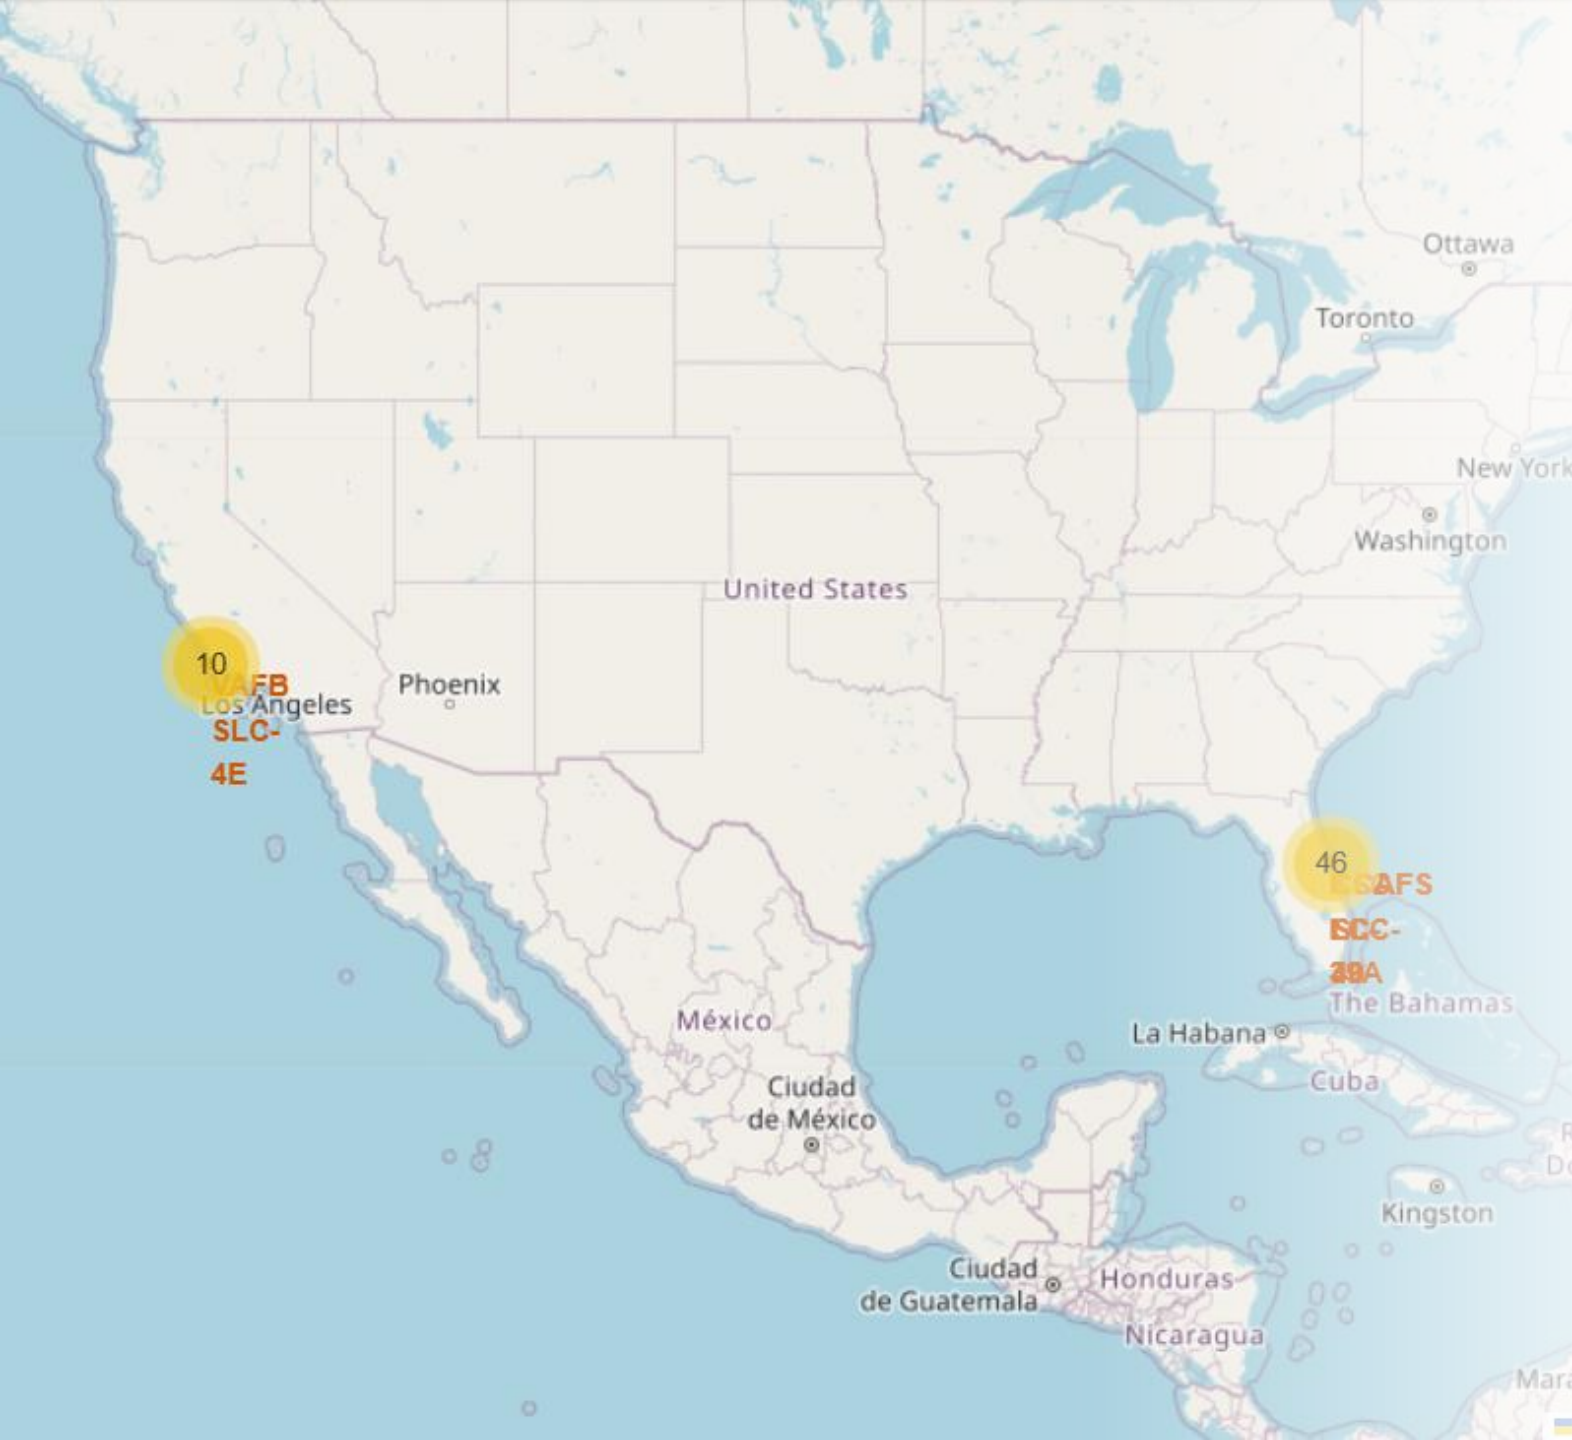 Ottawa
Toronto
New York
Washington
United States
10
VAFB
Phoenix
Los Angeles
SLC-
4E
46
México
The Bahamas
La Habana
Cuba
Ciudad
de México
Kingston
Ciudad
de Guatemala
Honduras
Nicaragua